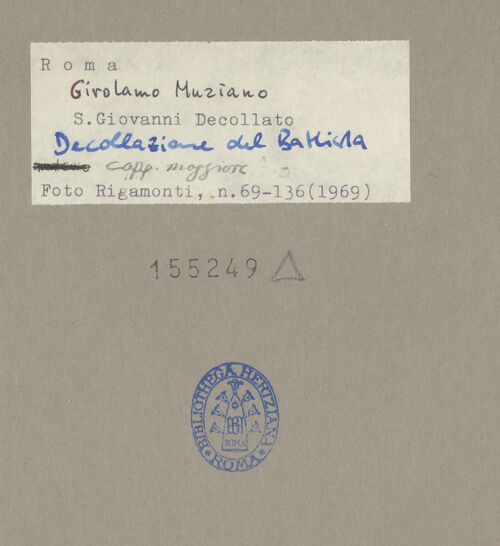 Roma
Girolamo Muziano
S.Giovanni Decollato
Decollazione del Battista
capp. maggiore
Foto Rigamonti, n.69-136(1969)
155249
BIBLIOTHECA HERTZIANA
ROMA
ROMA